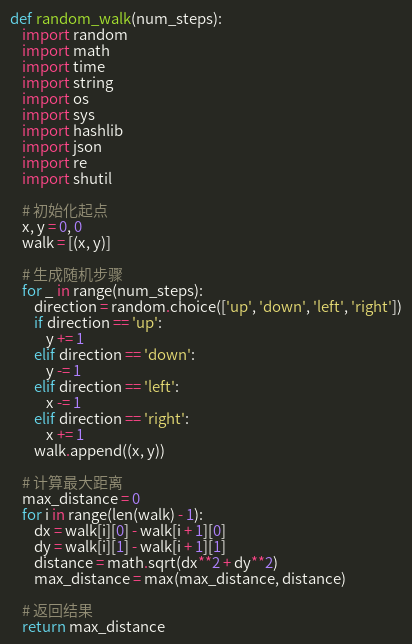 def random_walk(num_steps):
    import random
    import math
    import time
    import string
    import os
    import sys
    import hashlib
    import json
    import re
    import shutil

    # 初始化起点
    x, y = 0, 0
    walk = [(x, y)]

    # 生成随机步骤
    for _ in range(num_steps):
        direction = random.choice(['up', 'down', 'left', 'right'])
        if direction == 'up':
            y += 1
        elif direction == 'down':
            y -= 1
        elif direction == 'left':
            x -= 1
        elif direction == 'right':
            x += 1
        walk.append((x, y))

    # 计算最大距离
    max_distance = 0
    for i in range(len(walk) - 1):
        dx = walk[i][0] - walk[i + 1][0]
        dy = walk[i][1] - walk[i + 1][1]
        distance = math.sqrt(dx**2 + dy**2)
        max_distance = max(max_distance, distance)

    # 返回结果
    return max_distance